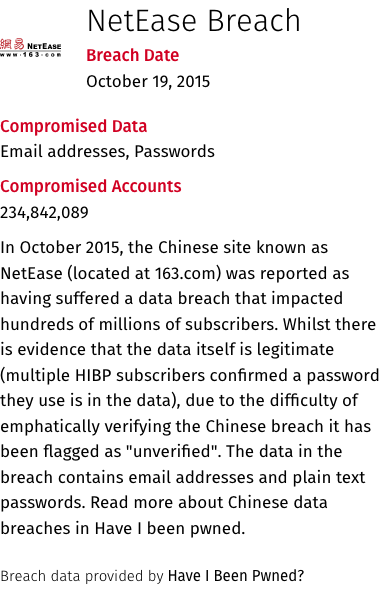 NetEase Breach
網易 NETEASE
www.163.com
Breach Date
October 19, 2015
Compromised Data
Email addresses, Passwords
Compromised Accounts
234,842,089
In October 2015, the Chinese site known as
NetEase (located at 163.com) was reported as
having suffered a data breach that impacted
hundreds of millions of subscribers. Whilst there
is evidence that the data itself is legitimate
(multiple HIBP subscribers confirmed a password
they use is in the data), due to the difficulty of
emphatically verifying the Chinese breach it has
been flagged as "unverified". The data in the
breach contains email addresses and plain text
passwords. Read more about Chinese data
breaches in Have I been pwned.
Breach data provided by Have I Been Pwned?